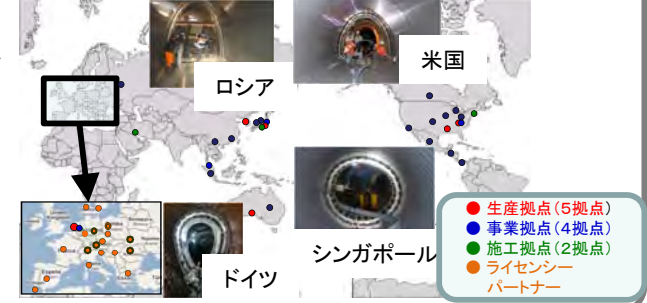 ロシア
米国
シンガポール
ドイツ
● 生産拠点(5拠点)
● 事業拠点(4拠点)
● 施工拠点(2拠点)
● ライセンシー
パートナー